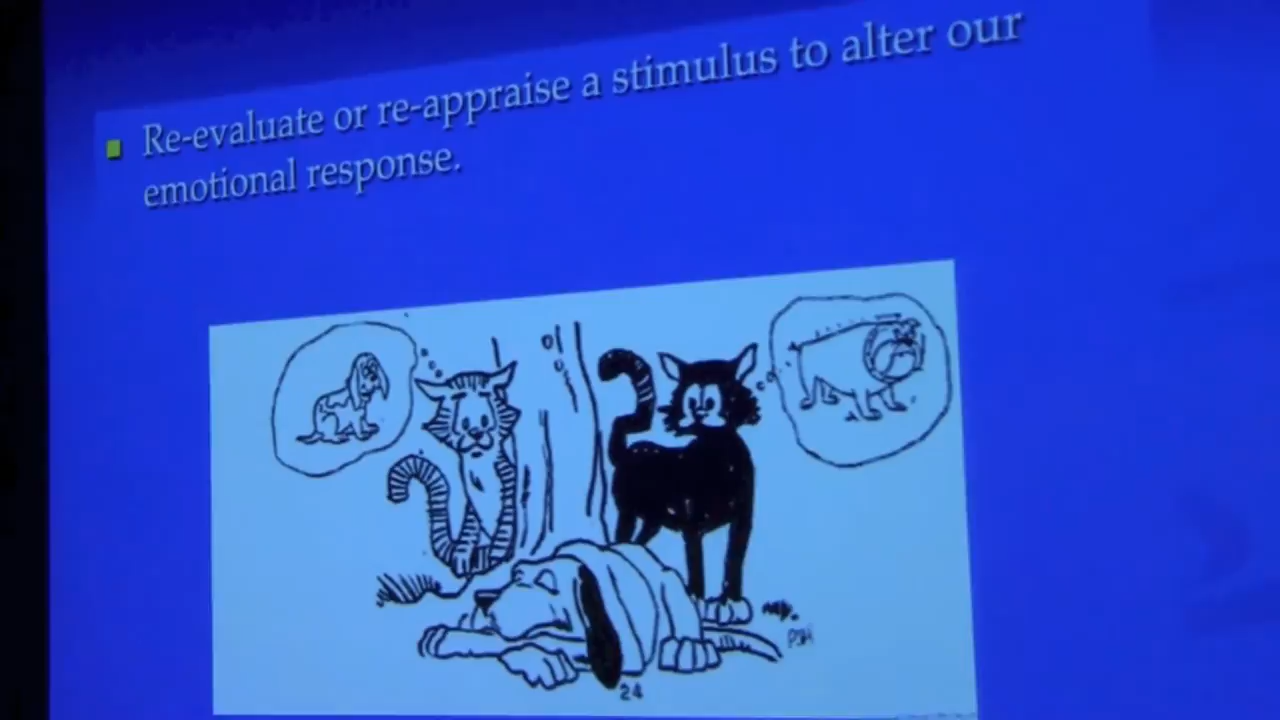 Re-evaluate or re-appraise a stimulus to alter our
emotional response.
24